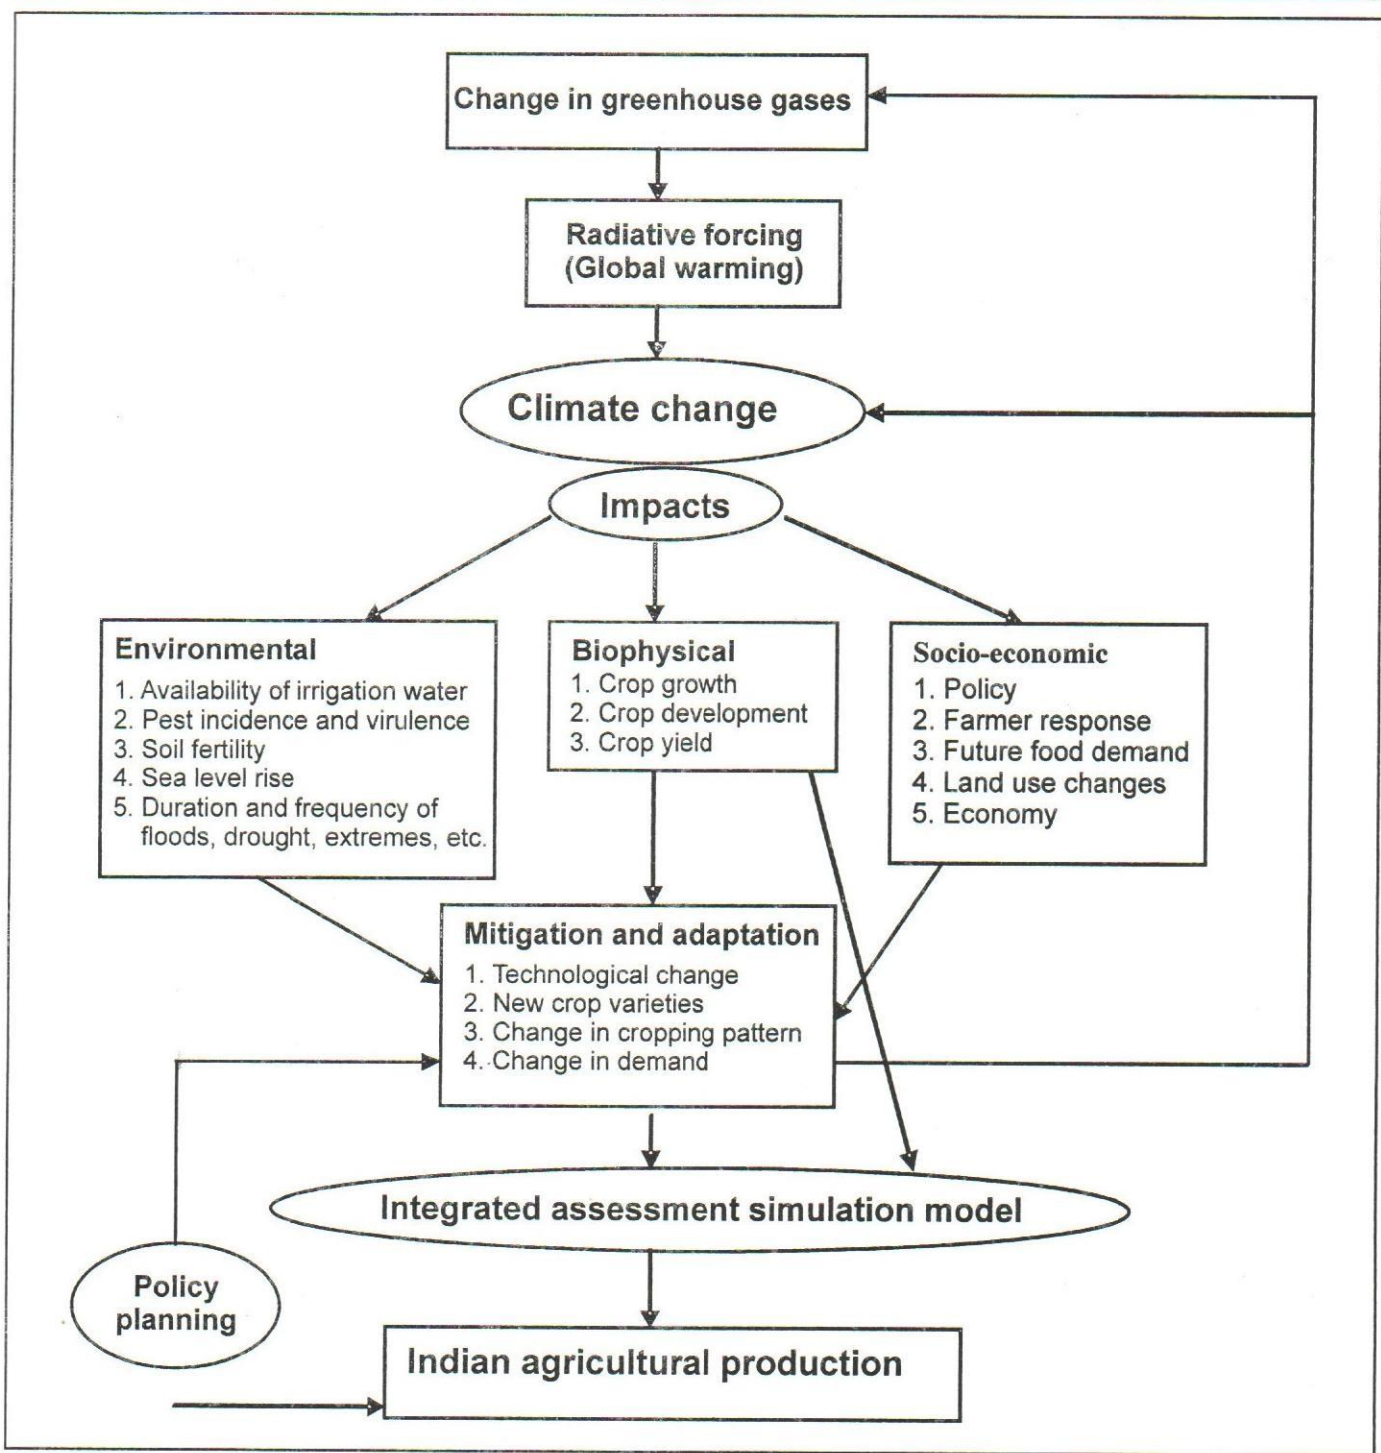 Change in greenhouse gases
Radiative forcing
(Global warming)
Climate change
Impacts
Environmental
1. Availability of irrigation water
2. Pest incidence and virulence
3. Soil fertility
4. Sea level rise
5. Duration and frequency of
floods, drought, extremes, etc.
Biophysical
1. Crop growth
2. Crop development
3. Crop yield
Socio-economic
1. Policy
2. Farmer response
3. Future food demand
4. Land use changes
5. Economy
Mitigation and adaptation
1. Technological change
2. New crop varieties
3. Change in cropping pattern
4. Change in demand
Integrated assessment simulation model
Policy
planning
Indian agricultural production